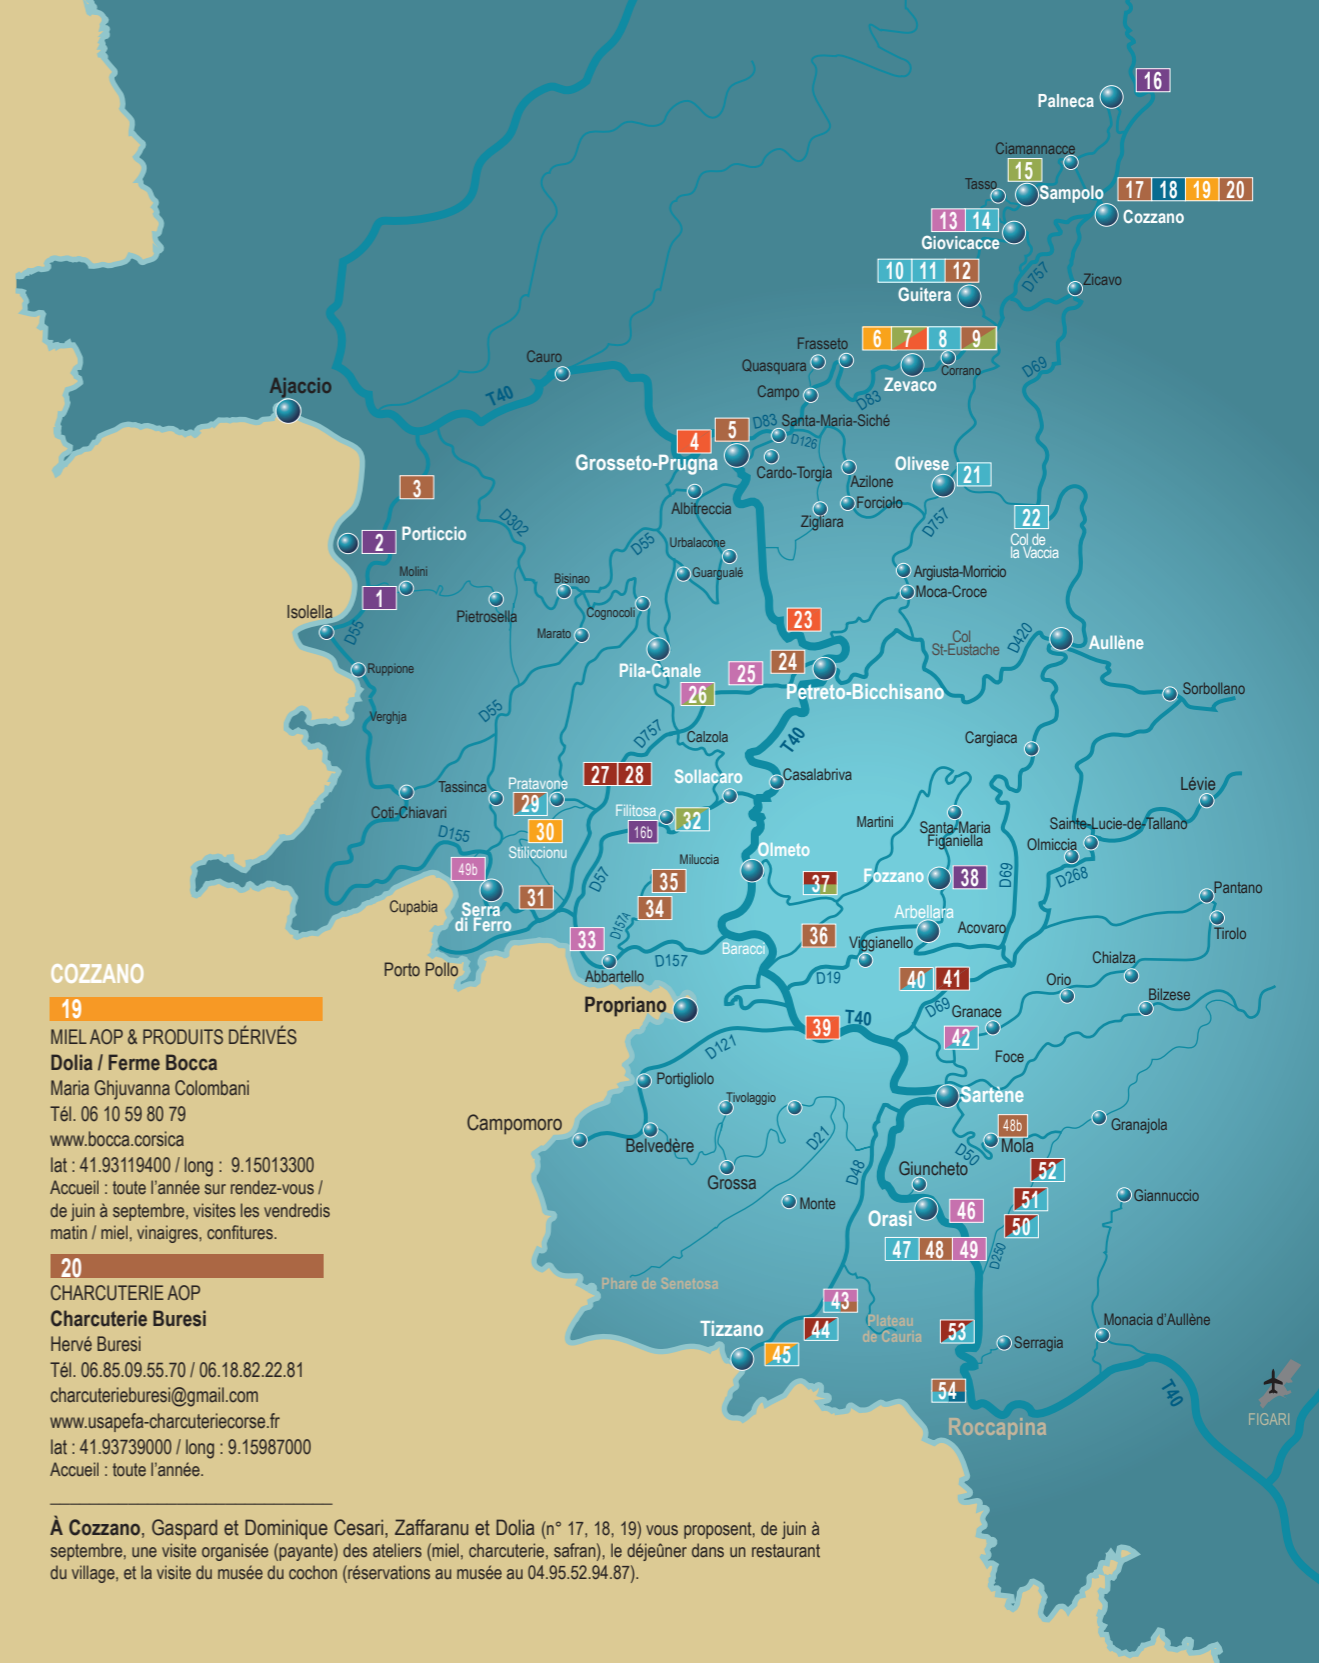 16
Palneca
Ciamannacce
15
Tasso
Sampolo
17 18 19 20
Cozzano
13 14
Giovicacce
10 11 12
Guitera
D757
Zicavo
6 7 8 9
Frasseto
Quasquara
Corrano
Zevaco
Campo
D83
D69
Cauro
Ajaccio
T40
4
5
D83
Santa-Maria-Siché
D126
Grosseto-Prugna
Cardo-Torgia
Azilone
Olivese
21
3
Albitreccia
Forciolo
Zigliara
22
Col de
la Vaccia
D302
D757
2
Porticcio
D55
Urbalacone
Guargualé
Molini
Bisinao
Argiusta-Morricio
Moca-Croce
1
Isolella
Pietrosella
Cognocoli
23
D55
Marato
Col
St-Eustache
D420
Aullène
Ruppione
Pila-Canale
25
24
Petreto-Bicchisano
26
Sorbollano
Verghja
D55
D757
Calzola
T40
Cargiaca
27 28
Sollacaro
Casalabriva
Tassinca
Pratavone
29
Lévie
Coti-Chiavari
Filitosa
32
16b
30
Stiliccionu
Martini
Santa Maria
Figaniella
Sainte-Lucie-de-Tallano
Olmiccia
D155
Miluccia
Olmeto
49b
D57
35
37
Fozzano
38
D69
D268
Pantano
Cupabia
Serra
di Ferro
31
34
Arbellara
D157A
Tirolo
33
36
Viggianello
Acovaro
Baracci
Porto Pollo
Abbartello
D157
D19
40 41
Chialza
Orio
Bilzese
Propriano
D69
Granace
39
T40
42
Foce
D121
Portigliolo
Tivolaggio
Sartène
Campomoro
48b
Granajola
Belvedère
D21
D50
Mola
Grossa
D48
Giuncheto
52
Monte
51
Giannuccio
Orasi
46
50
47 48 49
D250
Phare de Senetosa
43
Plateau
de Cauria
Tizzano
44
53
Monacia d'Aullène
Serragia
45
54
T40
Roccapina
FIGARI
COZZANO
19
MIEL AOP & PRODUITS DÉRIVÉS
Dolia / Ferme Bocca
Maria Ghjuvanna Colombani
Tél. 06 10 59 80 79
www.bocca.corsica
lat : 41.93119400 / long : 9.15013300
Accueil : toute l'année sur rendez-vous /
de juin à septembre, visites les vendredis
matin / miel, vinaigres, confitures.
20
CHARCUTERIE AOP
Charcuterie Buresi
Hervé Buresi
Tél. 06.85.09.55.70 / 06.18.82.22.81
charcuterieburesi@gmail.com
www.usapefa-charcuteriecorse.fr
lat : 41.93739000 / long : 9.15987000
Accueil : toute l'année.
À Cozzano, Gaspard et Dominique Cesari, Zaffaranu et Dolia (n° 17, 18, 19) vous proposent, de juin à
septembre, une visite organisée (payante) des ateliers (miel, charcuterie, safran), le déjeûner dans un restaurant
du village, et la visite du musée du cochon (réservations au musée au 04.95.52.94.87).